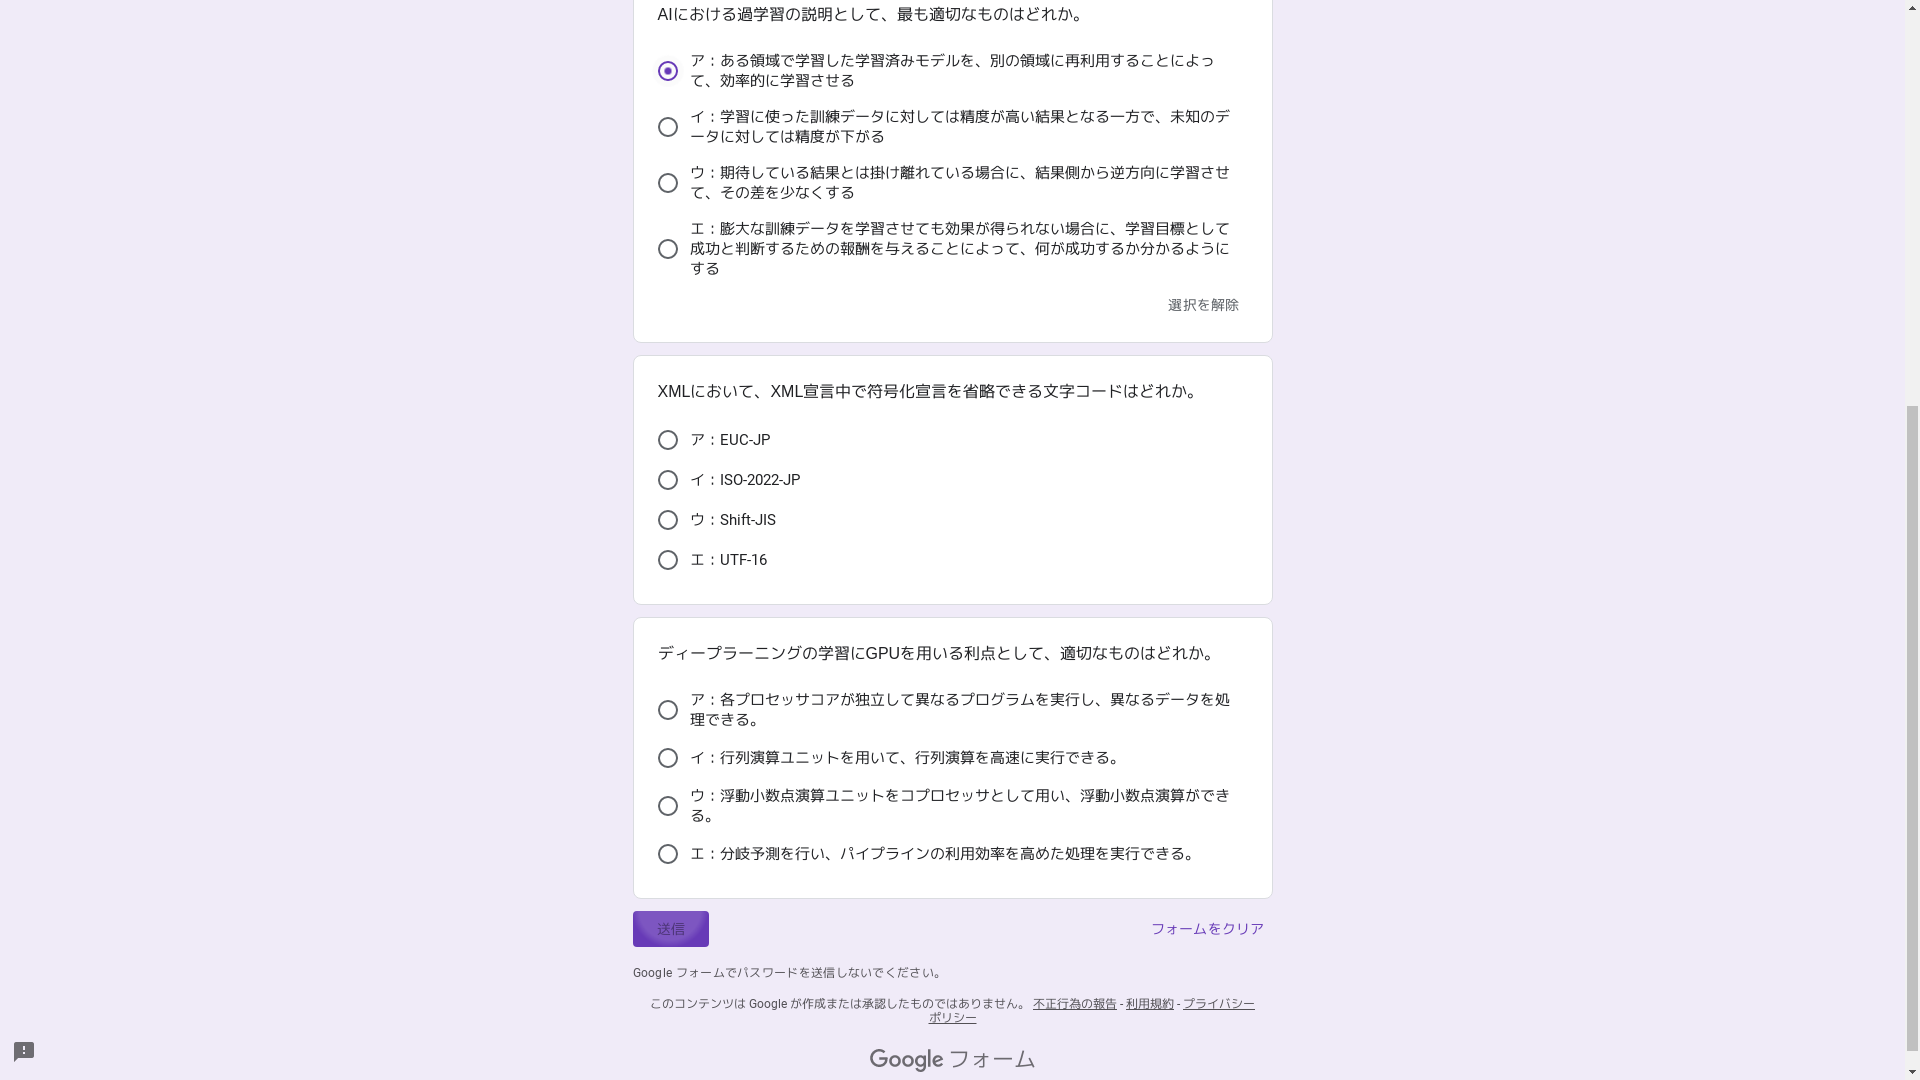 AIにおける過学習の説明として、最も適切なものはどれか。
ア：ある領域で学習した学習済みモデルを、別の領域に再利用することによっ
て、効率的に学習させる
イ：学習に使った訓練データに対しては精度が高い結果となる一方で、未知のデ
ータに対しては精度が下がる
ウ：期待している結果とは掛け離れている場合に、結果側から逆方向に学習させ
て、その差を少なくする
エ：膨大な訓練データを学習させても効果が得られない場合に、学習目標として
成功と判断するための報酬を与えることによって、何が成功するか分かるように
する
選択を解除
XMLにおいて、XML宣言中で符号化宣言を省略できる文字コードはどれか。
ア：EUC-JP
イ：ISO-2022-JP
ウ：Shift-JIS
エ：UTF-16
ディープラーニングの学習にGPUを用いる利点として、適切なものはどれか。
ア：各プロセッサコアが独立して異なるプログラムを実行し、異なるデータを処
理できる。
イ：行列演算ユニットを用いて、行列演算を高速に実行できる。
ウ：浮動小数点演算ユニットをコプロセッサとして用い、浮動小数点演算ができ
る。
エ：分岐予測を行い、パイプラインの利用効率を高めた処理を実行できる。
送信
フォームをクリア
Google フォームでパスワードを送信しないでください。
このコンテンツは Google が作成または承認したものではありません。 不正行為の報告 - 利用規約 - プライバシー
ポリシー
Google フォーム